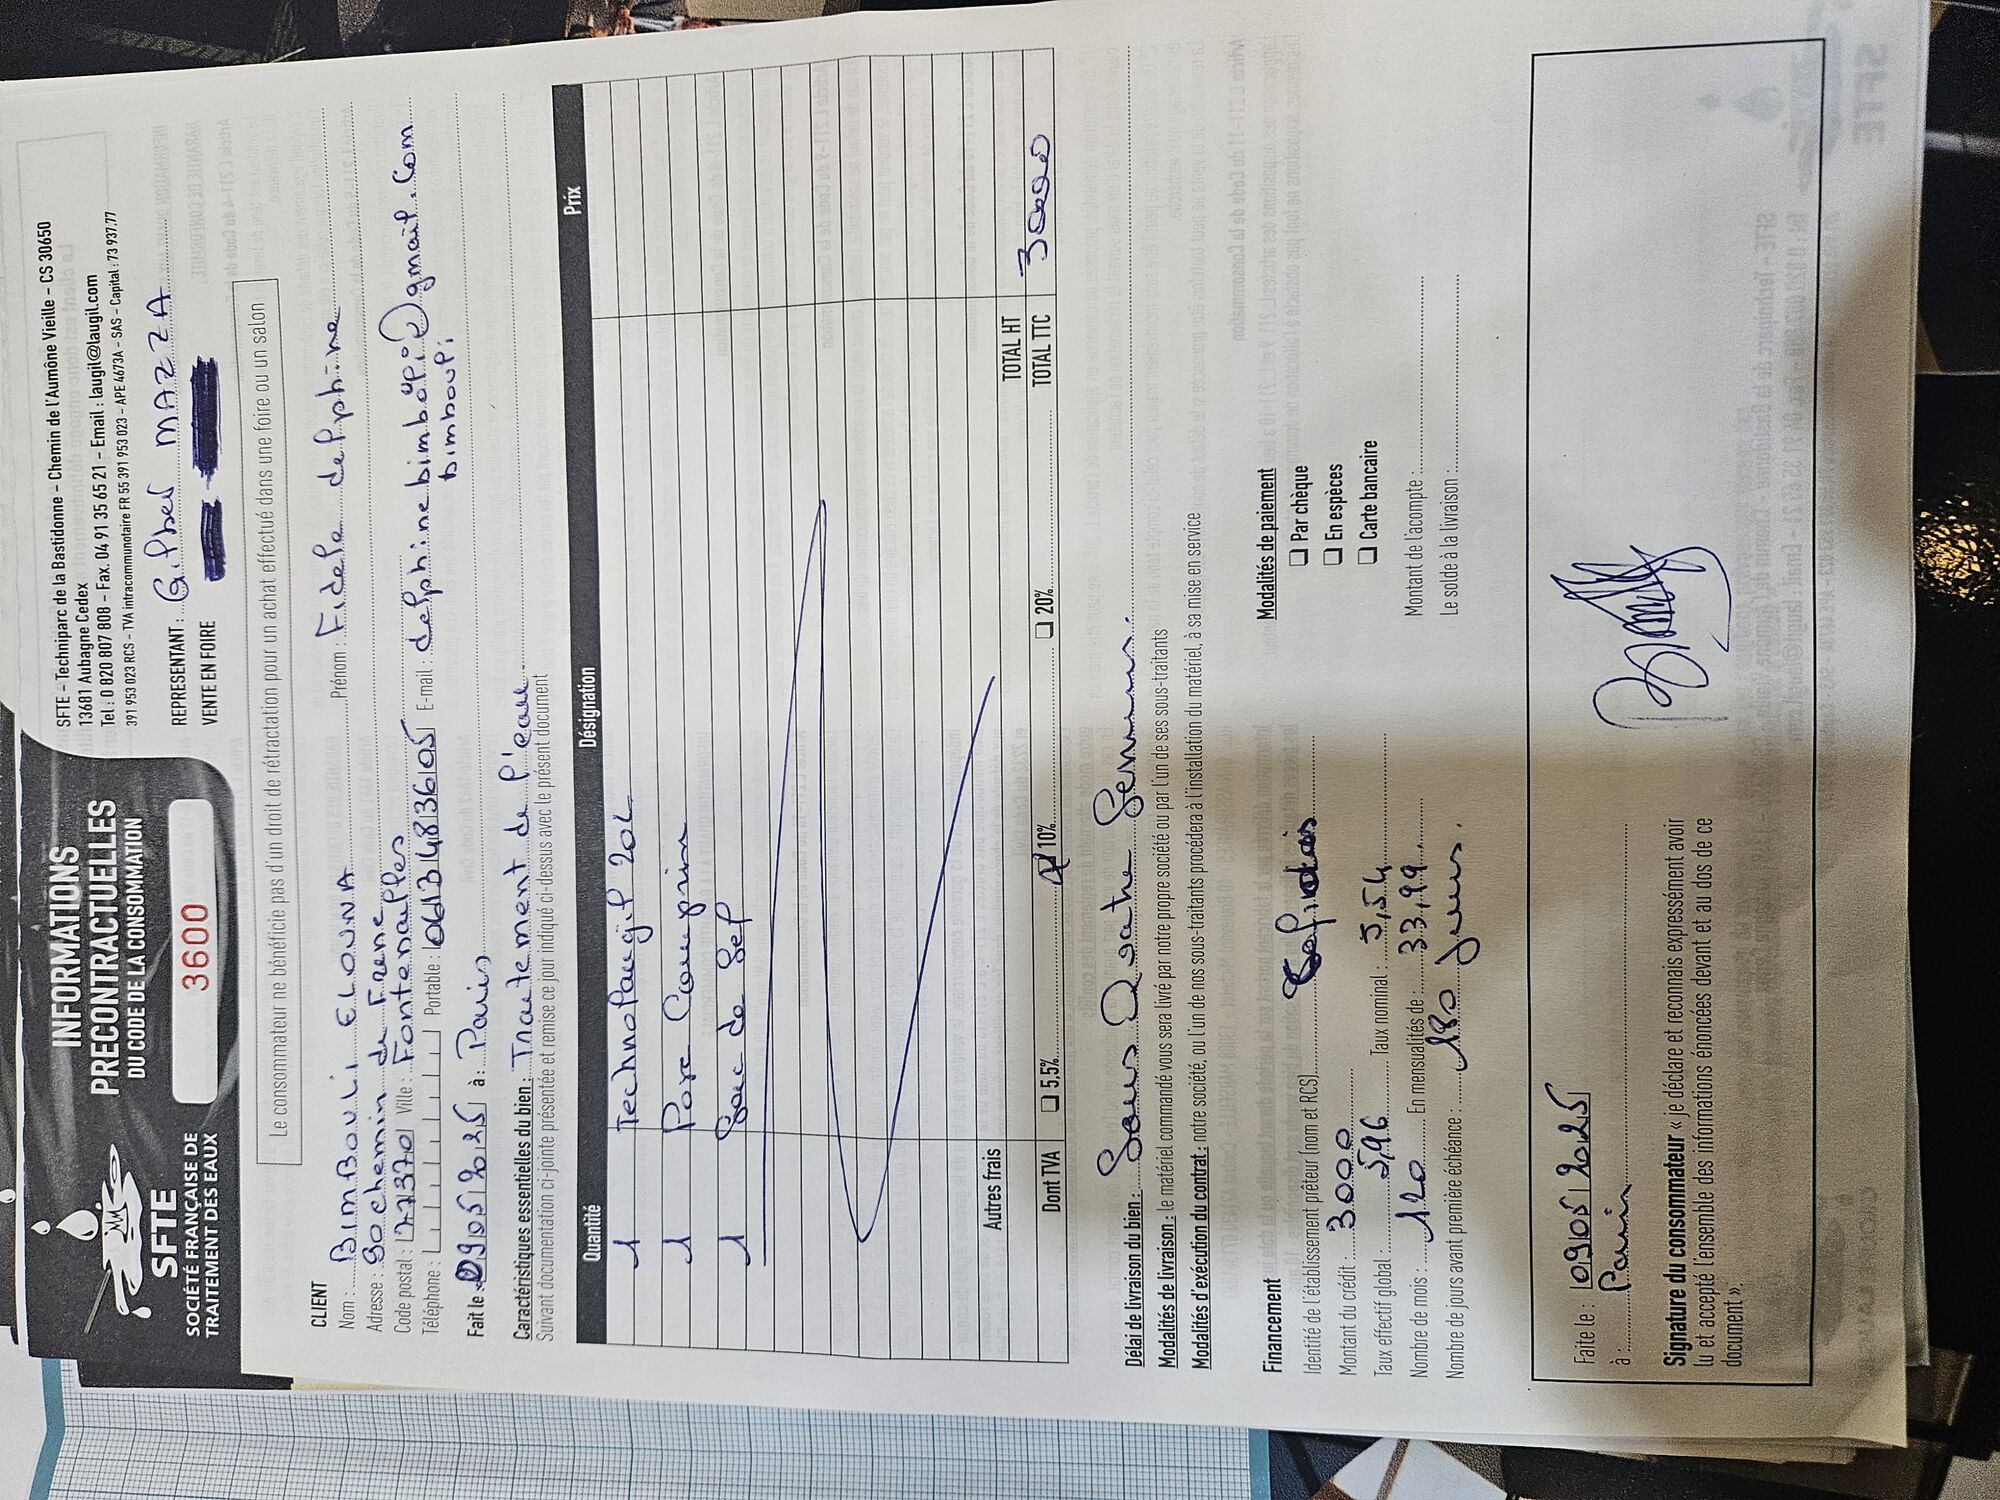 SFTE
SOCIÉTÉ FRANÇAISE DE
TRAITEMENT DES EAUX
INFORMATIONS
PRECONTRACTUELLES
DU CODE DE LA CONSOMMATION
3600
SFTE - Techniparc de la Bastidonne - Chemin de l'Aumône Vieille - CS 30650
13681 Aubagne Cedex
Tel : 0 820 807 808 - Fax. 04 91 35 65 21 - Email : laugil@laugil.com
391 953 023 RCS - TVA intracommunotaire FR 55 391 953 023 - APE 4673A - SAS - Capital : 73 937,77
REPRESENTANT : Gilbert MAZZA
VENTE EN FOIRE
Le consommateur ne bénéficie pas d'un droit de rétractation pour un achat effectué dans une foire ou un salon
CLIENT
Nom : BIMBOULI ELONNA Prénom : Fidele delphine
Adresse : 90 chemin de Frene
Code postal : 77370 Ville : Fontenailles
Téléphone : Portable : 0613483605 E-mail : delphinebimboupi@gmail.com
bimboupi
Fait le : 09052025 à : Paris
Caractéristiques essentielles du bien : Traitement de l'eau
Suivant documentation ci-jointe présentée et remise ce jour indiqué ci-dessus avec le présent document
Quantité Désignation Prix
1 Technolaugil 20L
1 Pose Comprise
1 Sac de Sel
Autres frais TOTAL HT
Dont TVA 5,5% 10% 20% TOTAL TTC 3000
Délai de livraison du bien : Sous Quatre Semaines.
Modalités de livraison : le matériel commandé vous sera livré par notre propre société ou par l'un de ses sous-traitants
Modalités d'exécution du contrat : notre société, ou l'un de nos sous-traitants procédera à l'installation du matériel, à sa mise en service
Financement
Identité de l'établissement prêteur (nom et RCS) Sofidis
Montant du crédit : 3000
Taux effectif global : 5,96 Taux nominal : 5,54
Nombre de mois : 120 En mensualités de : 33,99
Nombre de jours avant première échéance : 180 Jours.
Modalités de paiement
❑ Par chèque
❑ En espèces
❑ Carte bancaire
Montant de l'acompte :
Le solde à la livraison :
Faite le : 09052025
à : Paris
Signature du consommateur « je déclare et reconnais expressément avoir
lu et accepté l'ensemble des informations énoncées devant et au dos de ce
document ».